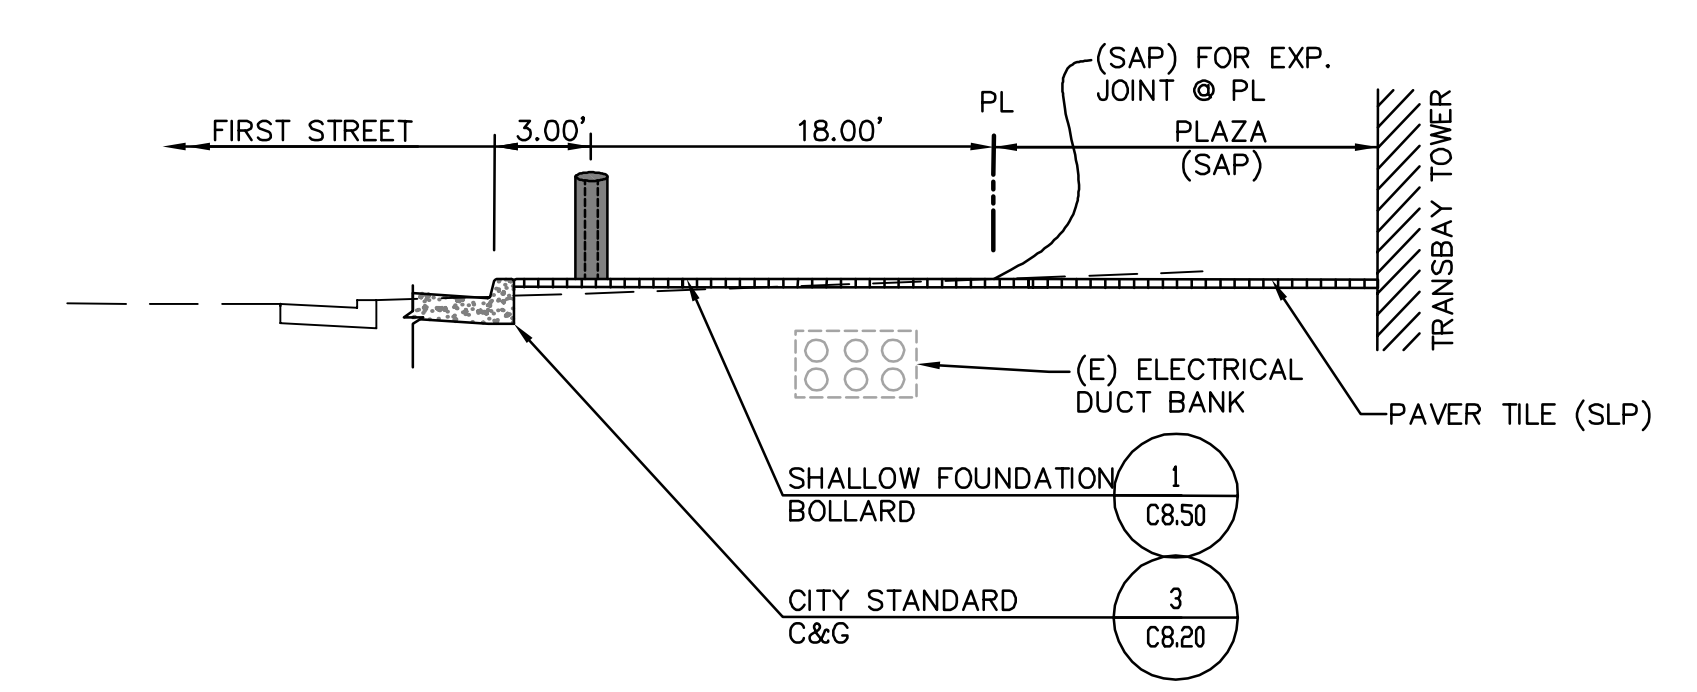 (SAP) FOR EXP.
JOINT @ PL
PL
FIRST STREET
3.00'
18.00'
PLAZA
(SAP)
TRANSBAY TOWER
(E) ELECTRICAL
DUCT BANK
PAVER TILE (SLP)
SHALLOW FOUNDATION
BOLLARD
1
C8.50
CITY STANDARD
C&G
3
C8.20